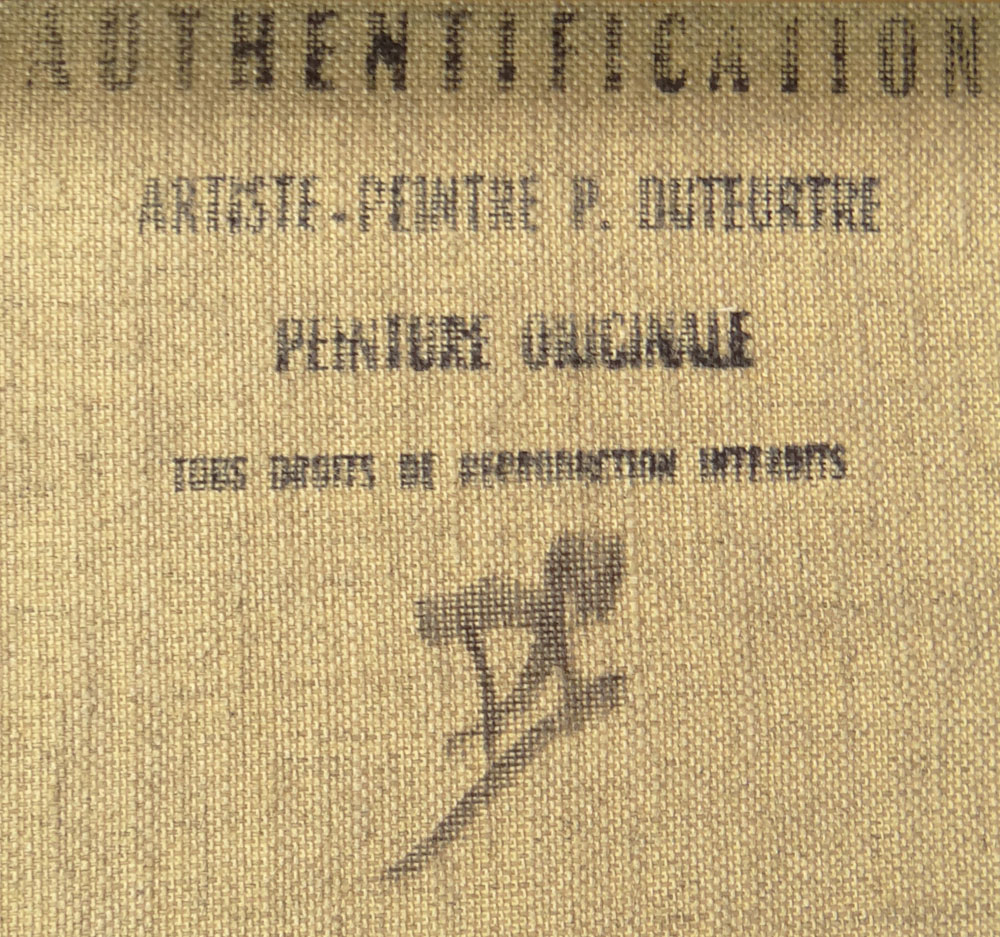 AUTHENTIFICATION
ARTISTE-PEINTRE P. DUTEURTRE
PEINTURE ORIGINALE
TOUS DROITS DE REPRODUCTION INTERDITS